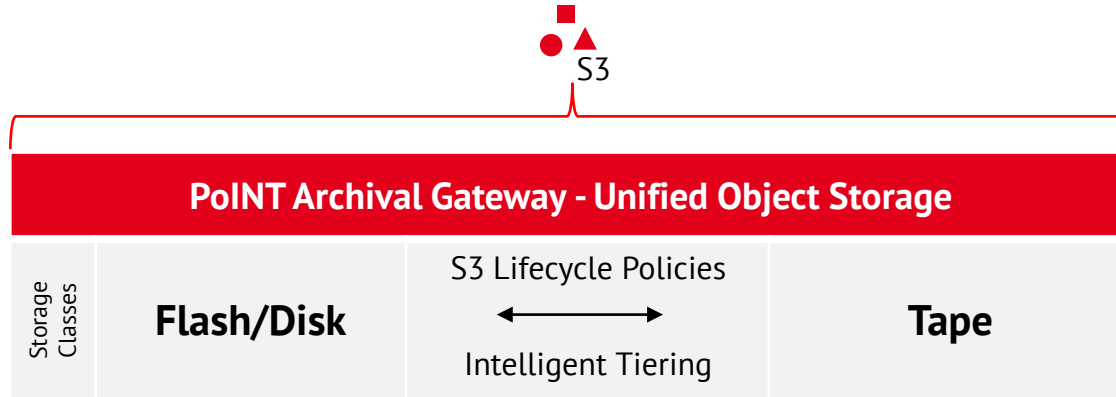 S3
PoINT Archival Gateway - Unified Object Storage
Storage
Classes
Flash/Disk
S3 Lifecycle Policies
Intelligent Tiering
Tape